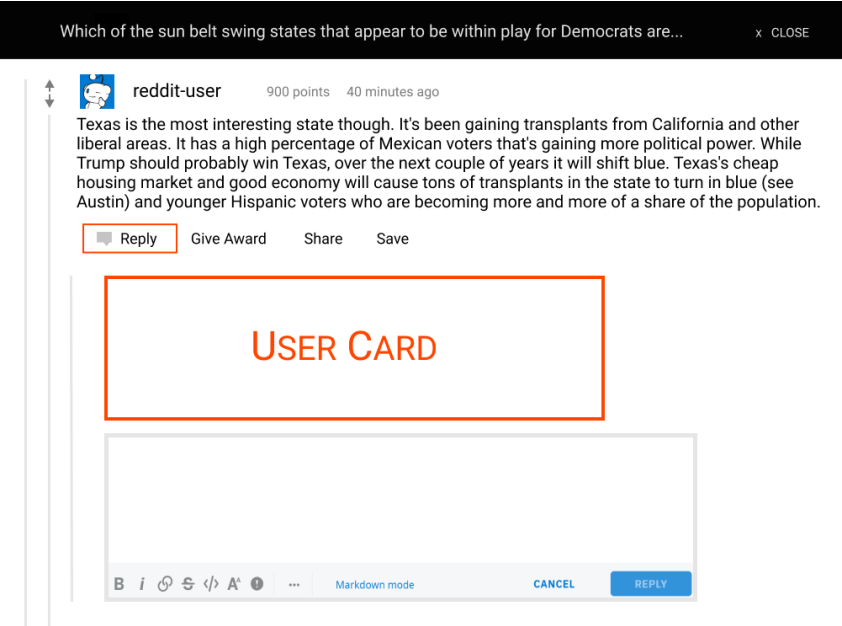 Which of the sun belt swing states that appear to be within play for Democrats are...
x CLOSE
reddit-user 900 points 40 minutes ago
Texas is the most interesting state though. It's been gaining transplants from California and other
liberal areas. It has a high percentage of Mexican voters that's gaining more political power. While
Trump should probably win Texas, over the next couple of years it will shift blue. Texas's cheap
housing market and good economy will cause tons of transplants in the state to turn in blue (see
Austin) and younger Hispanic voters who are becoming more and more of a share of the population.
Reply Give Award Share Save
USER CARD
B i S </> A^ ... Markdown mode CANCEL REPLY